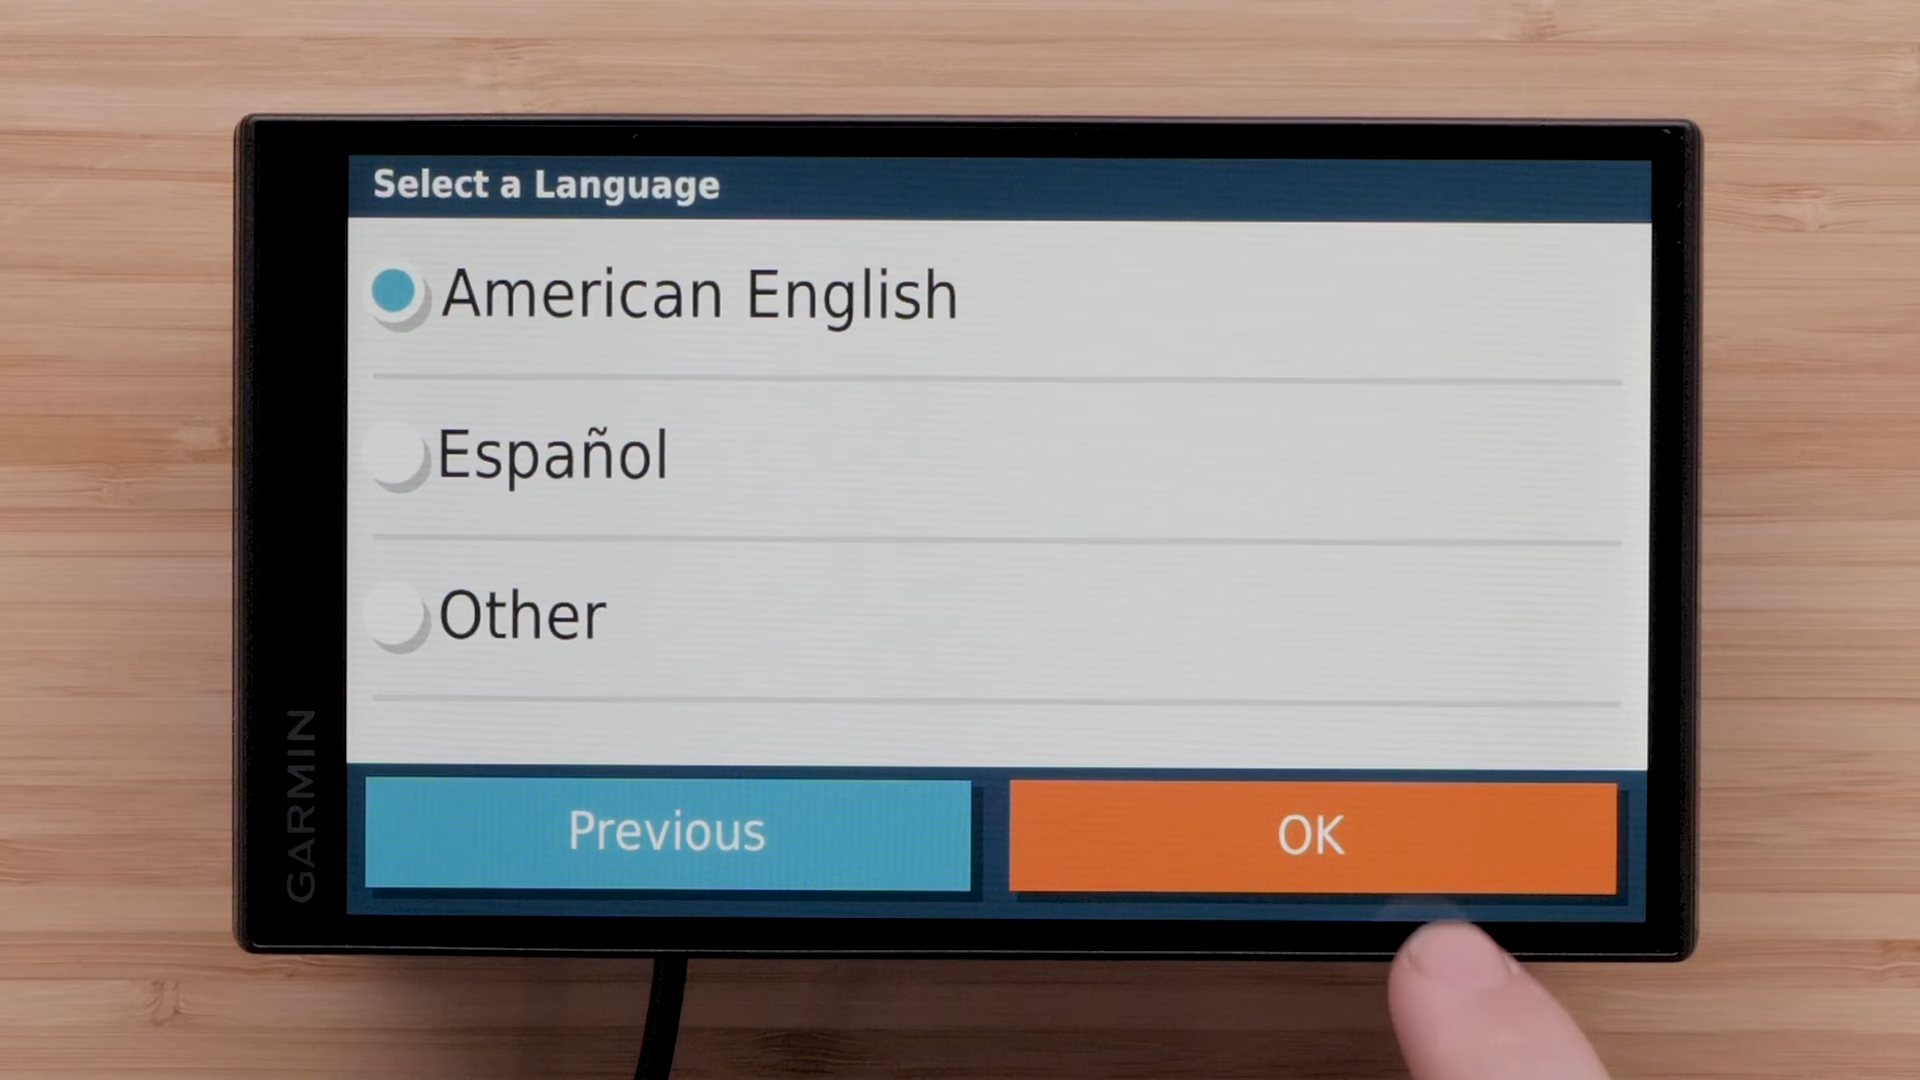 Select a Language
American English
Español
Other
Previous
OK
GARMIN